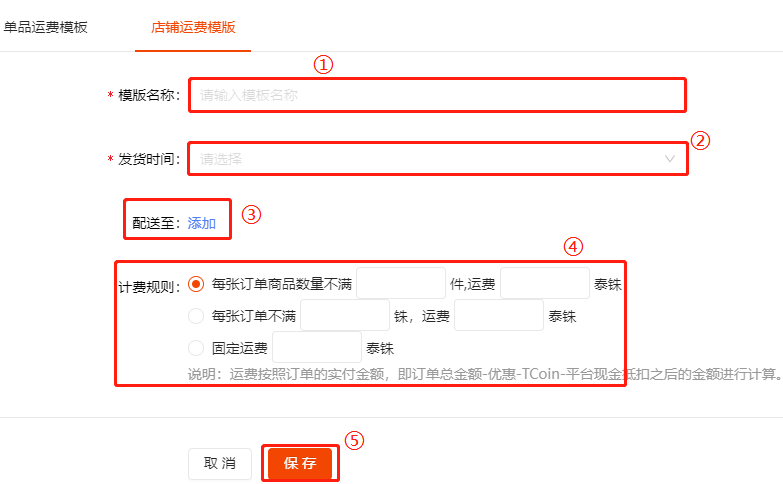 单品运费模板 店铺运费模版
①
* 模版名称： 请输入模板名称
②
* 发货时间： 请选择
配送至： 添加 ③
④
计费规则： 每张订单商品数量不满 件,运费 泰铢
每张订单不满 铢，运费 泰铢
固定运费 泰铢
说明：运费按照订单的实付金额，即订单总金额-优惠-TCoin-平台现金抵扣之后的金额进行计算。
⑤
取 消 保 存